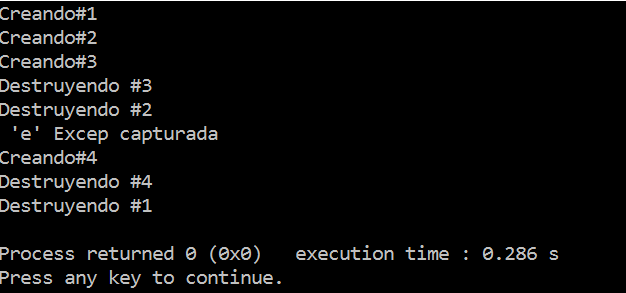 Creando#1
Creando#2
Creando#3
Destruyendo #3
Destruyendo #2
 'e' Excep capturada
Creando#4
Destruyendo #4
Destruyendo #1

Process returned 0 (0x0)   execution time : 0.286 s
Press any key to continue.